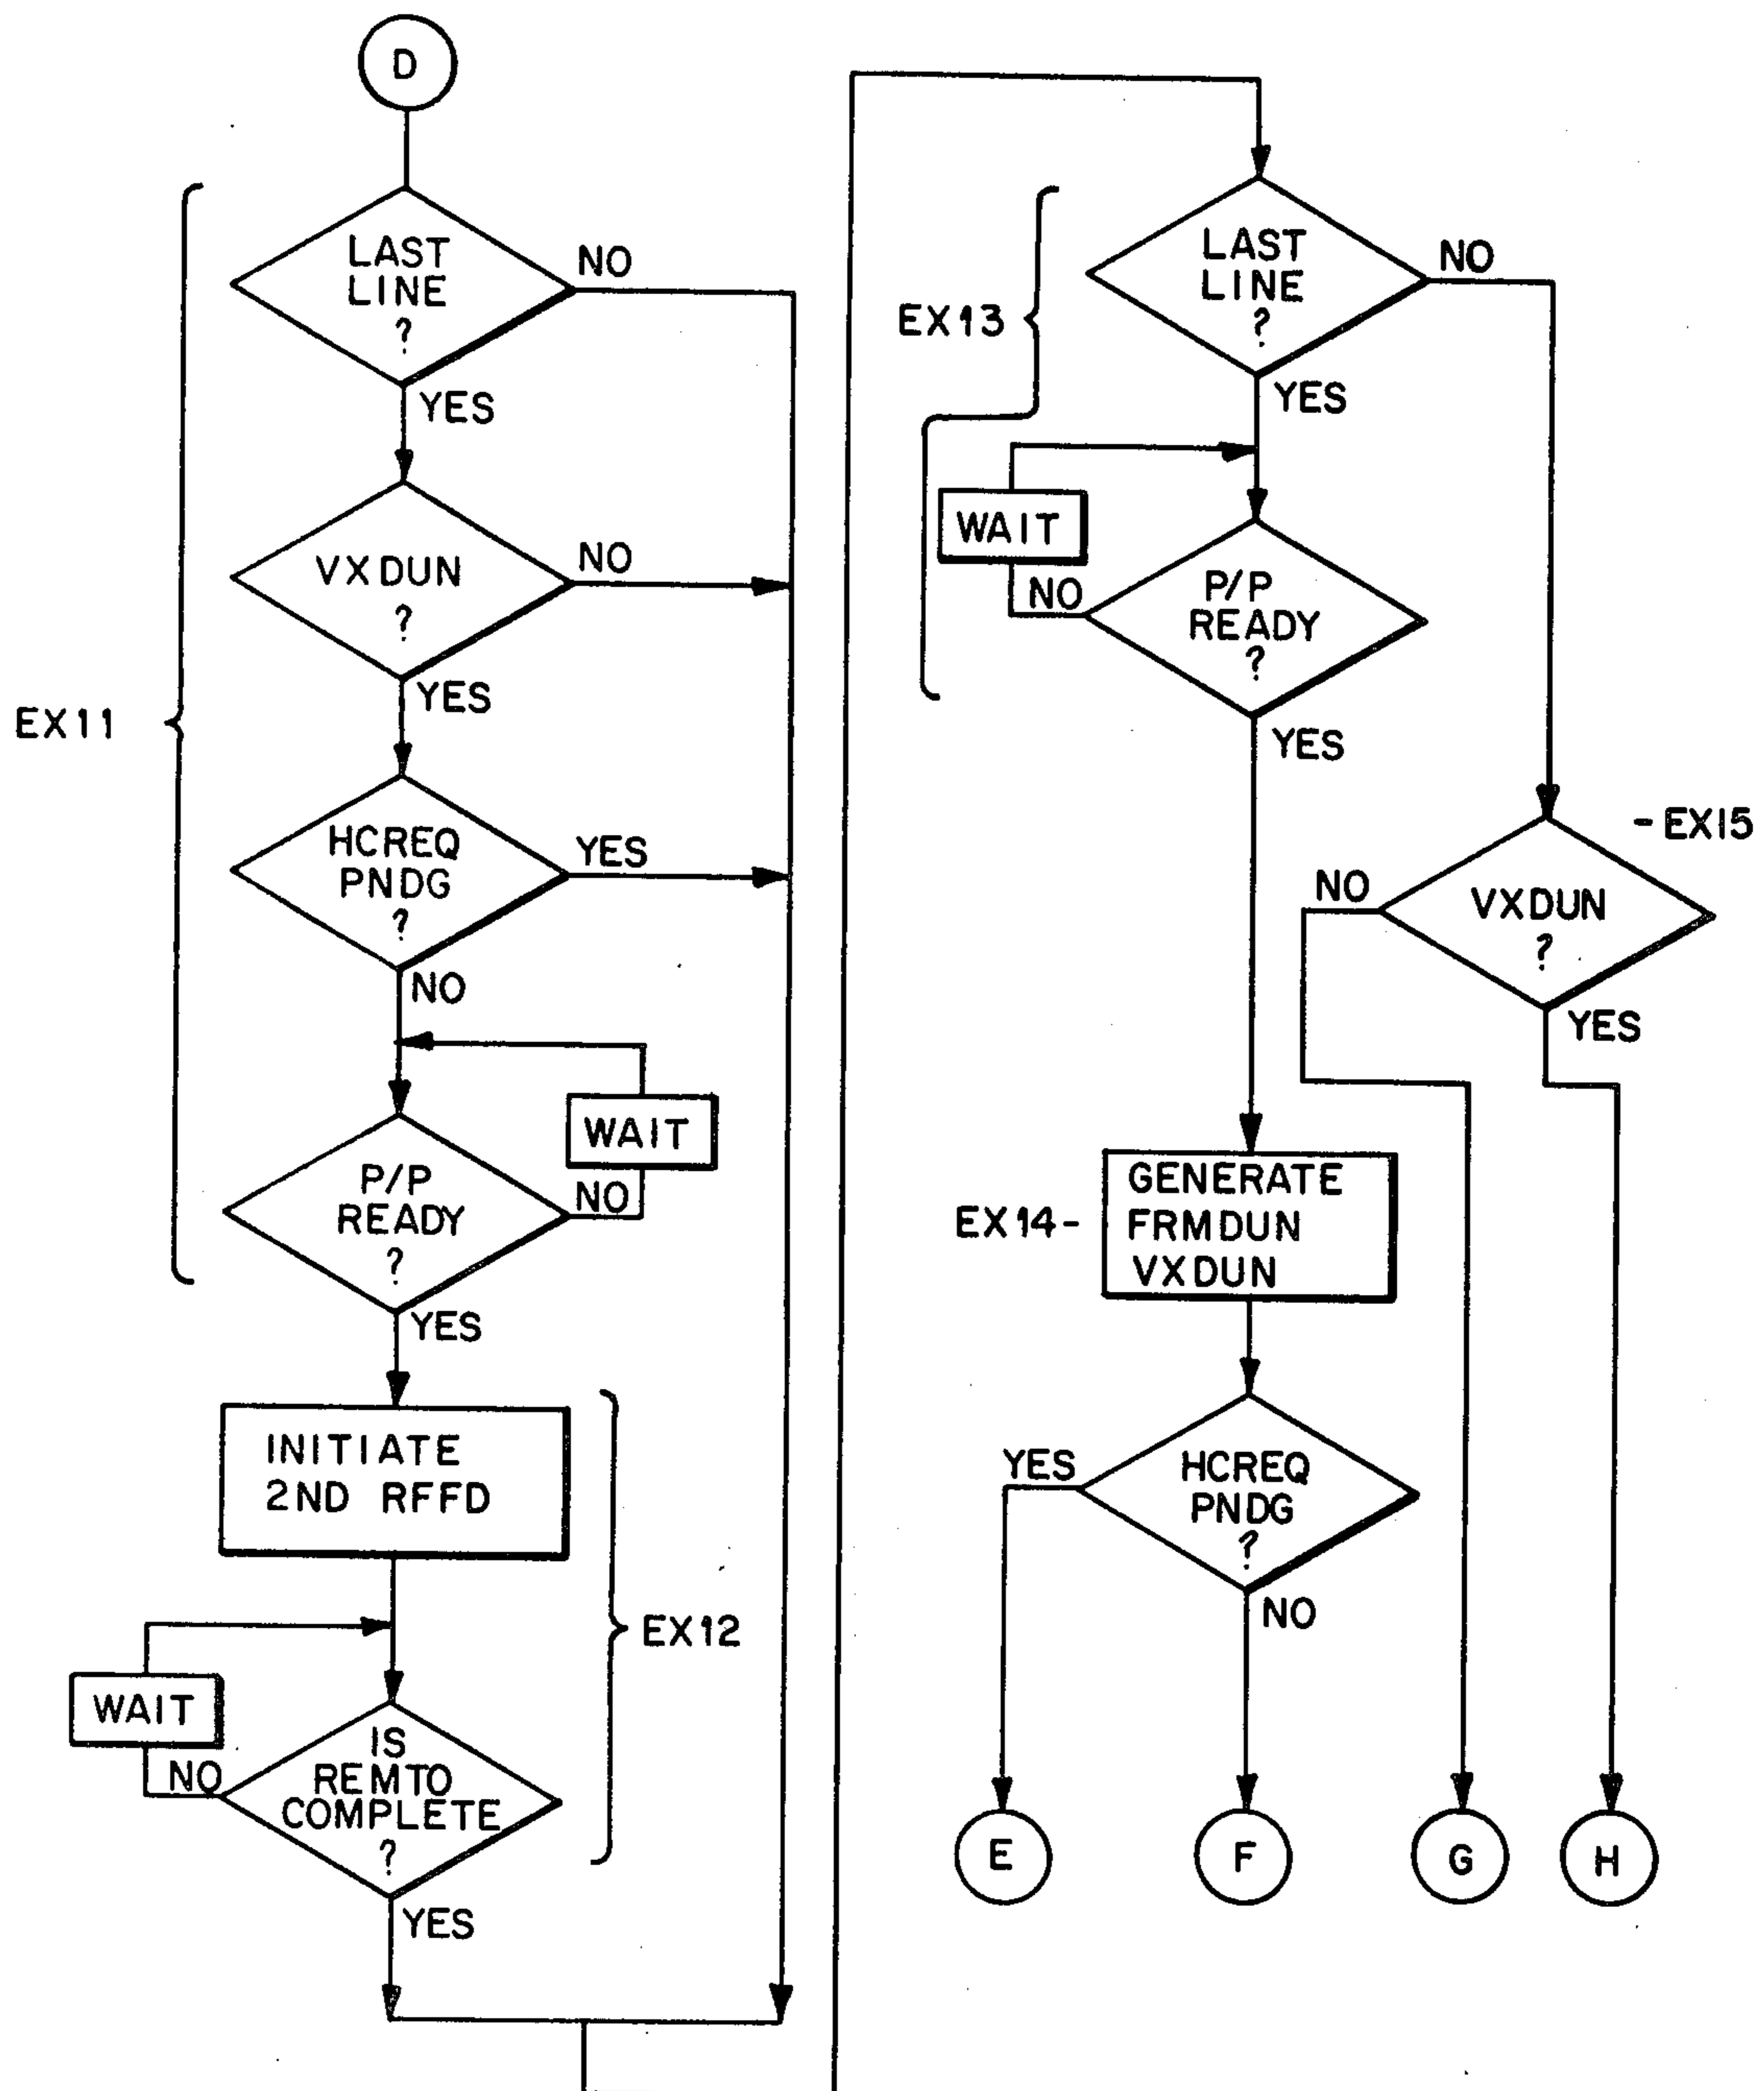 D
LAST
LINE
?
NO
YES
VXDUN
?
NO
YES
EX11
HCREQ
PNDG
?
YES
NO
WAIT
P/P
READY
?
NO
YES
INITIATE
2ND RFFD
EX12
WAIT
IS
REMTO
COMPLETE
?
NO
YES
LAST
LINE
?
NO
EX13
YES
WAIT
P/P
READY
?
NO
YES
-EX15
VXDUN
?
NO
YES
EX14-
GENERATE
FRMDUN
VXDUN
HCREQ
PNDG
?
YES
NO
E
F
G
H